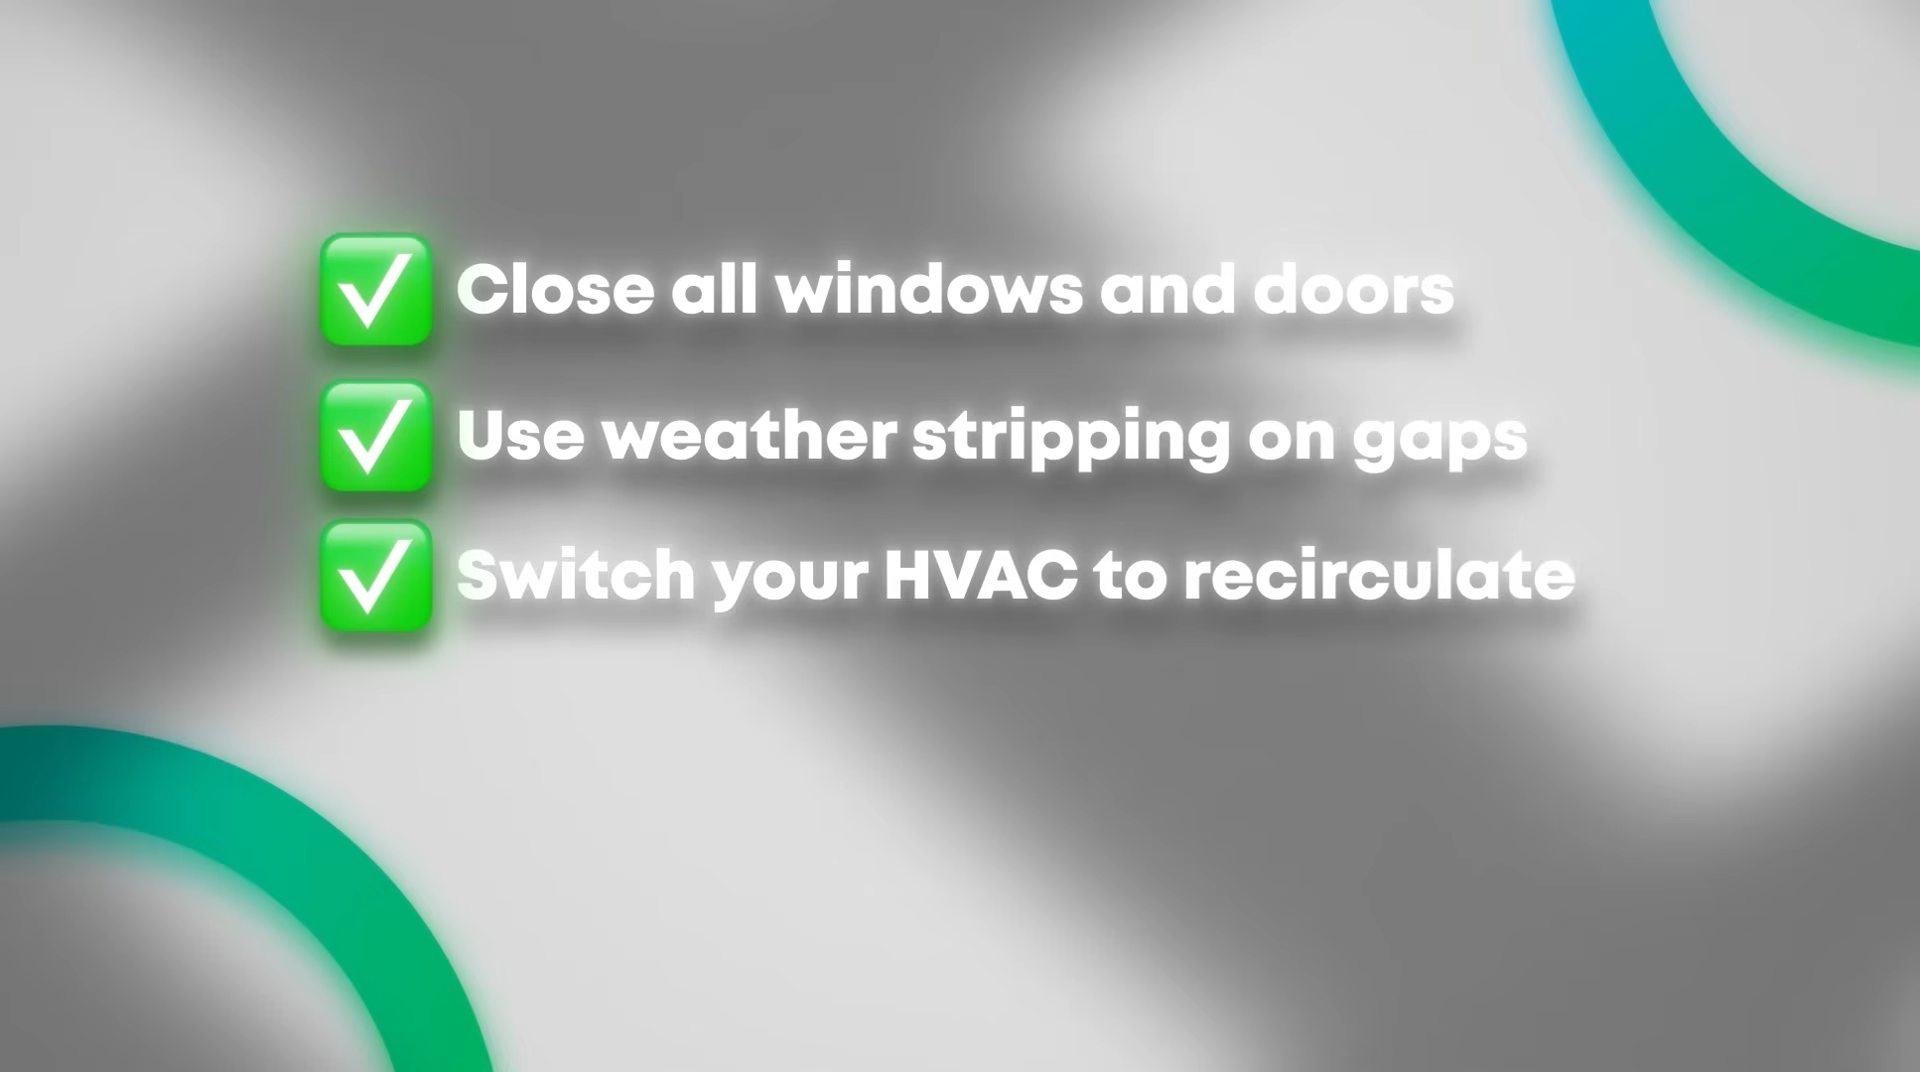 ✅ Close all windows and doors
✅ Use weather stripping on gaps
✅ Switch your HVAC to recirculate